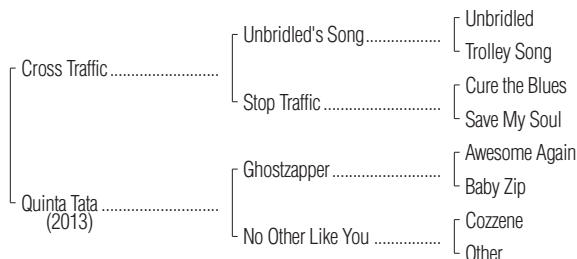 Unbridled
Unbridled's Song
Trolley Song
Cross Traffic
Cure the Blues
Stop Traffic
Save My Soul
Awesome Again
Ghostzapper
Baby Zip
Quinta Tata
(2013)
Cozzene
No Other Like You
Other